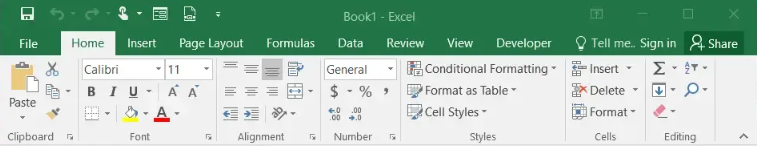 Book1 - Excel
File Home Insert Page Layout Formulas Data Review View Developer Tell me.. Sign in Share
Calibri 11 General Conditional Formatting Insert Σ
Paste B I U A A $ % , Format as Table Delete
A Cell Styles Format
Clipboard Font Alignment Number Styles Cells Editing